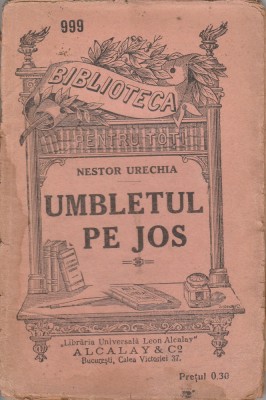 999
BIBLIOTECA
PENTRU TOȚI
NESTOR URECHIA
UMBLETUL
PE JOS
„Librăria Universală Leon Alcalay"
ALCALAY & Co
București, Calea Victoriei 37.
Prețul 0.30